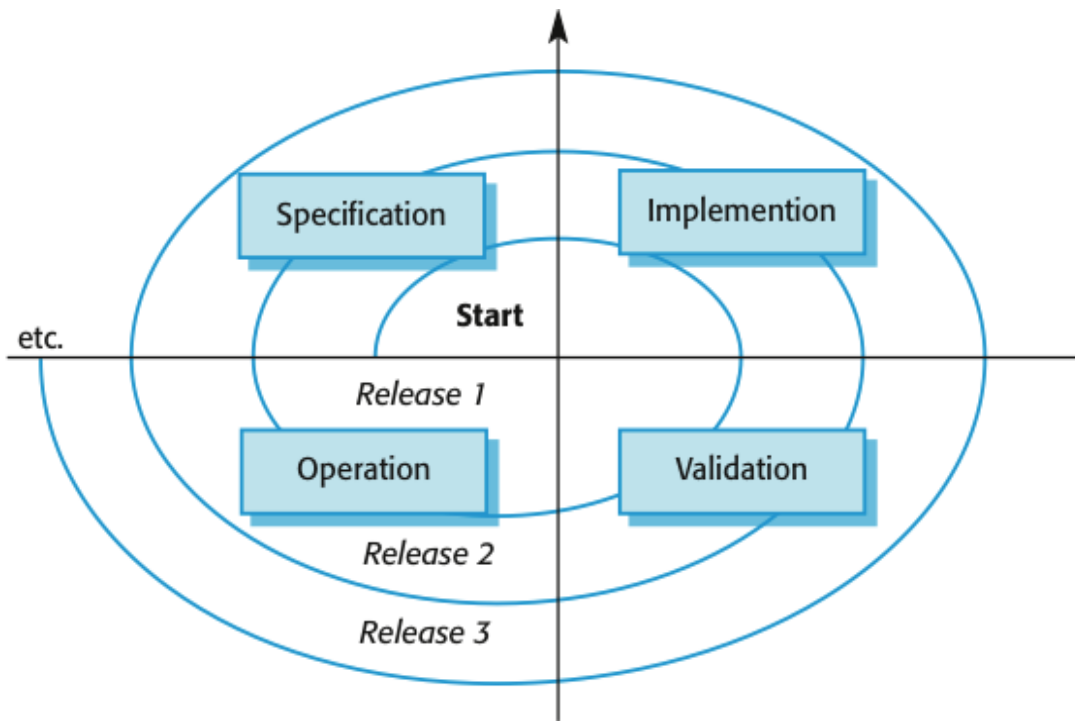 Specification
Implemention
Start
etc.
Release 1
Operation
Validation
Release 2
Release 3